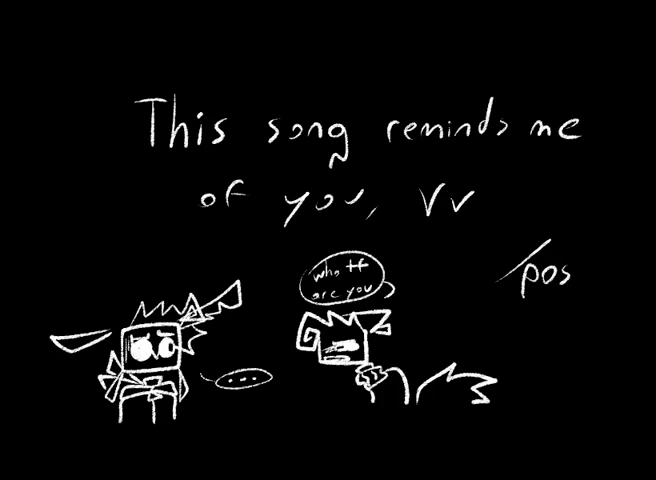 This song reminds me
of you, VV
/pos
who tf
are you
...